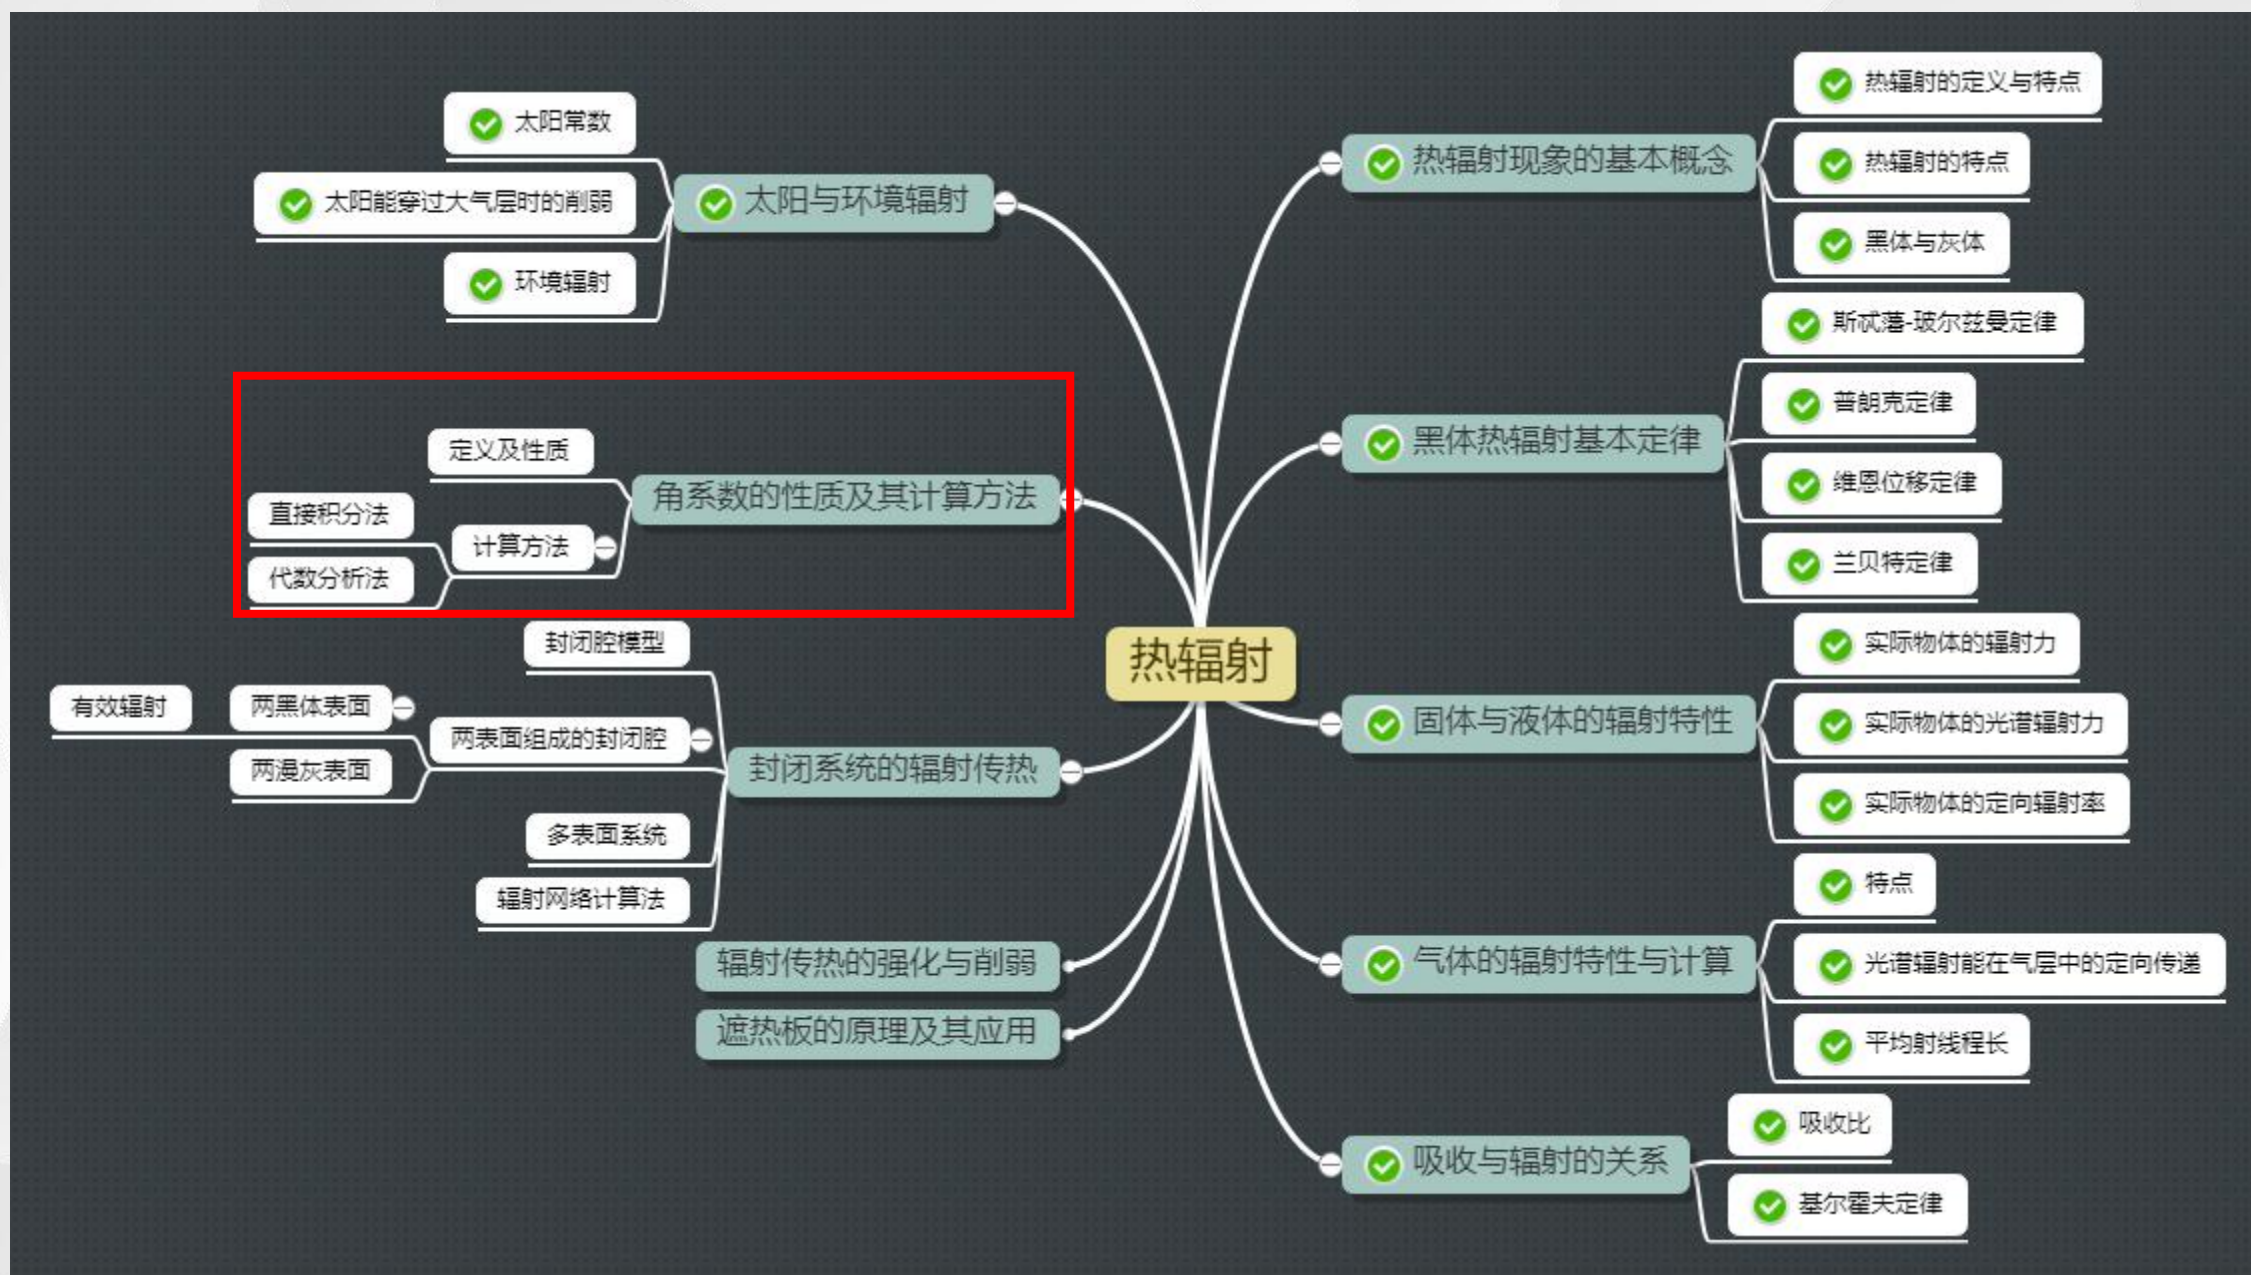 热辐射
热辐射现象的基本概念
热辐射的定义与特点
热辐射的特点
黑体与灰体
黑体热辐射基本定律
斯忒藩-玻尔兹曼定律
普朗克定律
维恩位移定律
兰贝特定律
固体与液体的辐射特性
实际物体的辐射力
实际物体的光谱辐射力
实际物体的定向辐射率
气体的辐射特性与计算
特点
光谱辐射能在气层中的定向传递
平均射线程长
吸收与辐射的关系
吸收比
基尔霍夫定律
太阳与环境辐射
太阳常数
太阳能穿过大气层时的削弱
环境辐射
角系数的性质及其计算方法
定义及性质
计算方法
直接积分法
代数分析法
封闭系统的辐射传热
封闭腔模型
两表面组成的封闭腔
两黑体表面
有效辐射
两漫灰表面
多表面系统
辐射网络计算法
辐射传热的强化与削弱
遮热板的原理及其应用